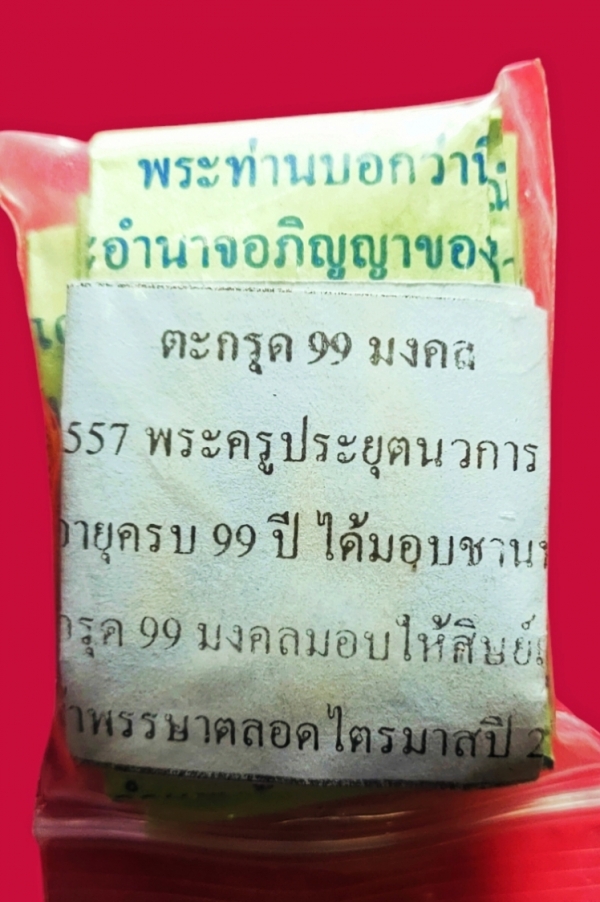 พระท่านบอกว่านี้
ะอำนาจอภิญญาของ
ตะกรุด 99 มงคล
557 พระครูประยุตนวการ
อายุครบ 99 ปี ได้มอบชาน
กรุด 99 มงคลมอบให้ศิษย์
พรรษาตลอดไตรมาสปี 2